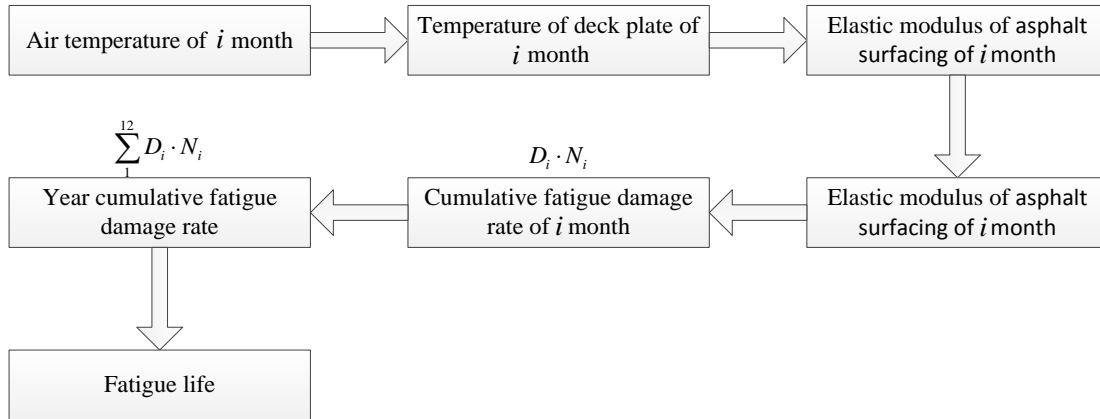 Air temperature of i month
Temperature of deck plate of
i month
Elastic modulus of asphalt
surfacing of i month
12
∑ D_i · N_i
1
Year cumulative fatigue
damage rate
D_i · N_i
Cumulative fatigue damage
rate of i month
Elastic modulus of asphalt
surfacing of i month
Fatigue life